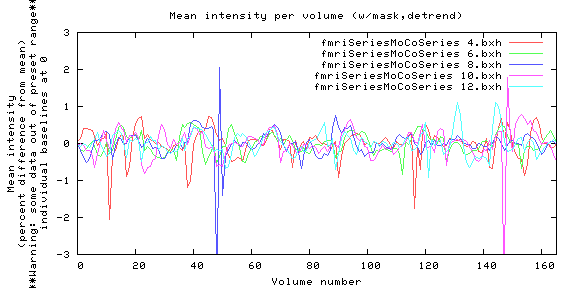 Mean intensity per volume (w/mask,detrend)
fmriSeriesMoCoSeries 4.bxh
fmriSeriesMoCoSeries 6.bxh
fmriSeriesMoCoSeries 8.bxh
fmriSeriesMoCoSeries 10.bxh
fmriSeriesMoCoSeries 12.bxh
Mean intensity
(percent difference from mean)
**Warning: some data out of preset range**
individual baselines at 0
3
2
1
0
-1
-2
-3
0 20 40 60 80 100 120 140 160
Volume number